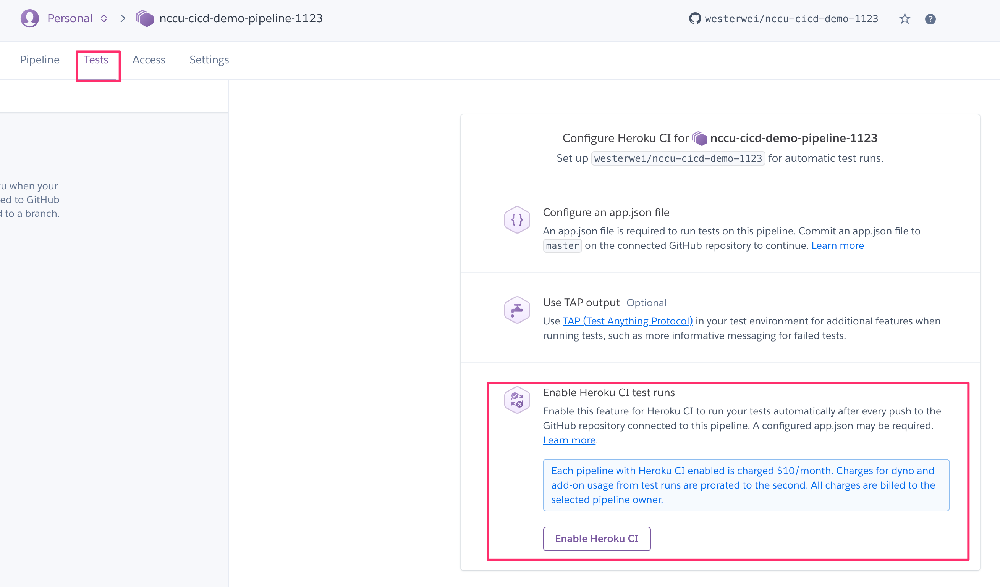 Personal
nccu-cicd-demo-pipeline-1123
westerwei/nccu-cicd-demo-1123
?
Pipeline
Tests
Access
Settings
u when your
ed to GitHub
to a branch.
Configure Heroku CI for nccu-cicd-demo-pipeline-1123
Set up westerwei/nccu-cicd-demo-1123 for automatic test runs.
{ }
Configure an app.json file
An app.json file is required to run tests on this pipeline. Commit an app.json file to
master on the connected GitHub repository to continue. Learn more
Use TAP output Optional
Use TAP (Test Anything Protocol) in your test environment for additional features when
running tests, such as more informative messaging for failed tests.
Enable Heroku CI test runs
Enable this feature for Heroku CI to run your tests automatically after every push to the
GitHub repository connected to this pipeline. A configured app.json may be required.
Learn more.
Each pipeline with Heroku CI enabled is charged $10/month. Charges for dyno and
add-on usage from test runs are prorated to the second. All charges are billed to the
selected pipeline owner.
Enable Heroku CI